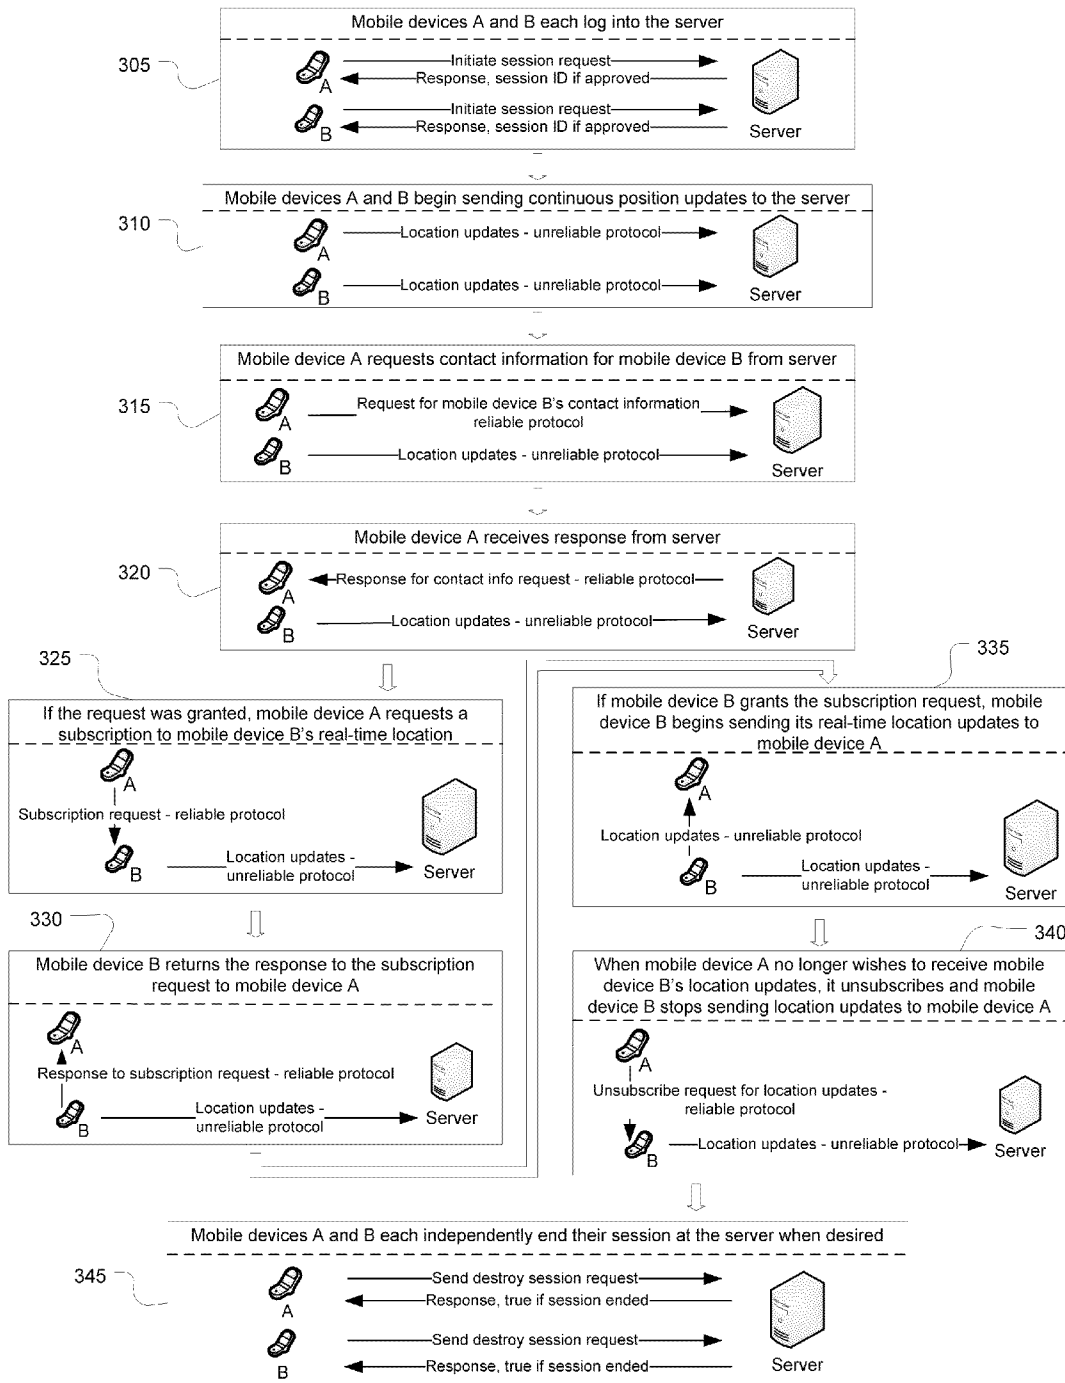 Mobile devices A and B each log into the server
305
Initiate session request
Response, session ID if approved
A
Initiate session request
Response, session ID if approved
B
Server
Mobile devices A and B begin sending continuous position updates to the server
310
Location updates - unreliable protocol
A
Location updates - unreliable protocol
B
Server
Mobile device A requests contact information for mobile device B from server
315
Request for mobile device B's contact information
reliable protocol
A
Location updates - unreliable protocol
B
Server
Mobile device A receives response from server
320
Response for contact info request - reliable protocol
A
Location updates - unreliable protocol
B
Server
325
If the request was granted, mobile device A requests a
subscription to mobile device B's real-time location
A
Subscription request - reliable protocol
B
Location updates -
unreliable protocol
Server
330
Mobile device B returns the response to the subscription
request to mobile device A
A
Response to subscription request - reliable protocol
B
Location updates -
unreliable protocol
Server
335
If mobile device B grants the subscription request, mobile
device B begins sending its real-time location updates to
mobile device A
A
Location updates - unreliable protocol
B
Location updates -
unreliable protocol
Server
340
When mobile device A no longer wishes to receive mobile
device B's location updates, it unsubscribes and mobile
device B stops sending location updates to mobile device A
A
Unsubscribe request for location updates -
reliable protocol
B
Location updates - unreliable protocol
Server
Mobile devices A and B each independently end their session at the server when desired
345
Send destroy session request
Response, true if session ended
A
Send destroy session request
Response, true if session ended
B
Server